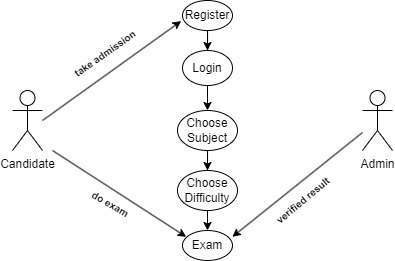 Register
take admission
Login
Choose
Subject
Candidate
Admin
Choose
Difficulty
do exam
verified result
Exam